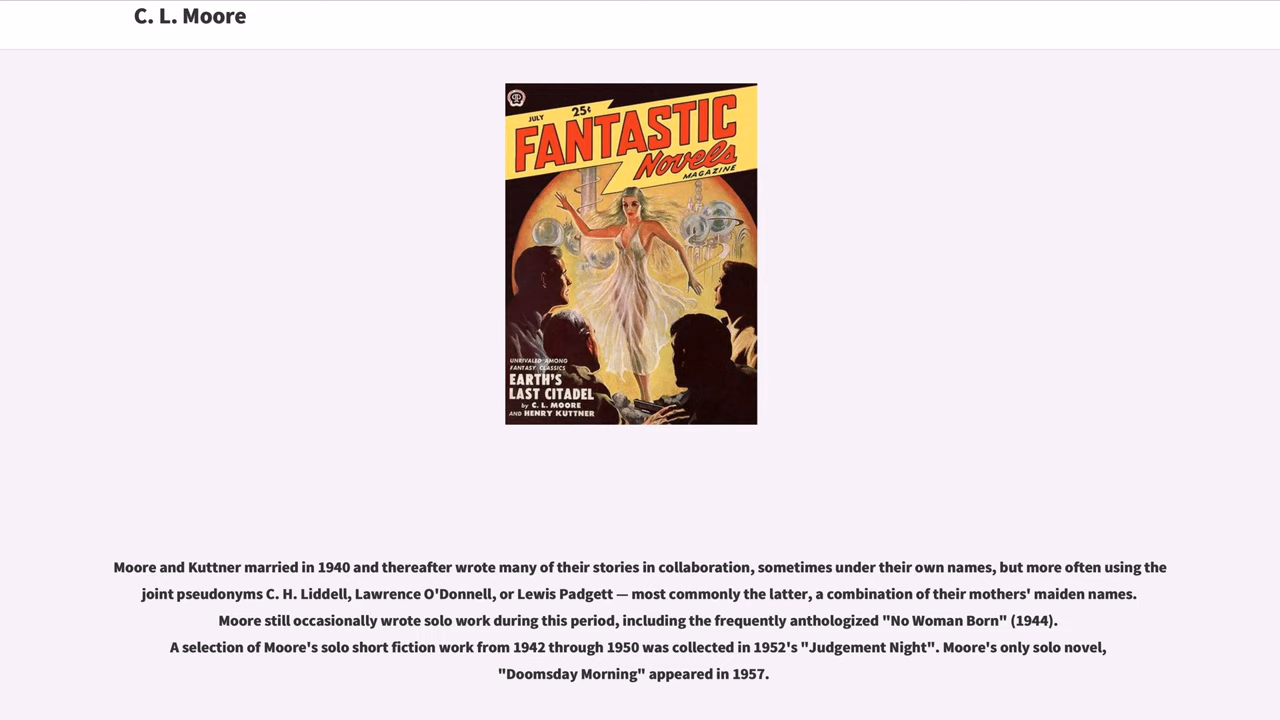 C. L. Moore
JULY
25¢
FANTASTIC
Novels
MAGAZINE
UNRIVALED AMONG
FANTASY CLASSICS
EARTH'S
LAST CITADEL
by C. L. MOORE
AND HENRY KUTTNER
Moore and Kuttner married in 1940 and thereafter wrote many of their stories in collaboration, sometimes under their own names, but more often using the
joint pseudonyms C. H. Liddell, Lawrence O'Donnell, or Lewis Padgett — most commonly the latter, a combination of their mothers' maiden names.
Moore still occasionally wrote solo work during this period, including the frequently anthologized "No Woman Born" (1944).
A selection of Moore's solo short fiction work from 1942 through 1950 was collected in 1952's "Judgement Night". Moore's only solo novel,
"Doomsday Morning" appeared in 1957.